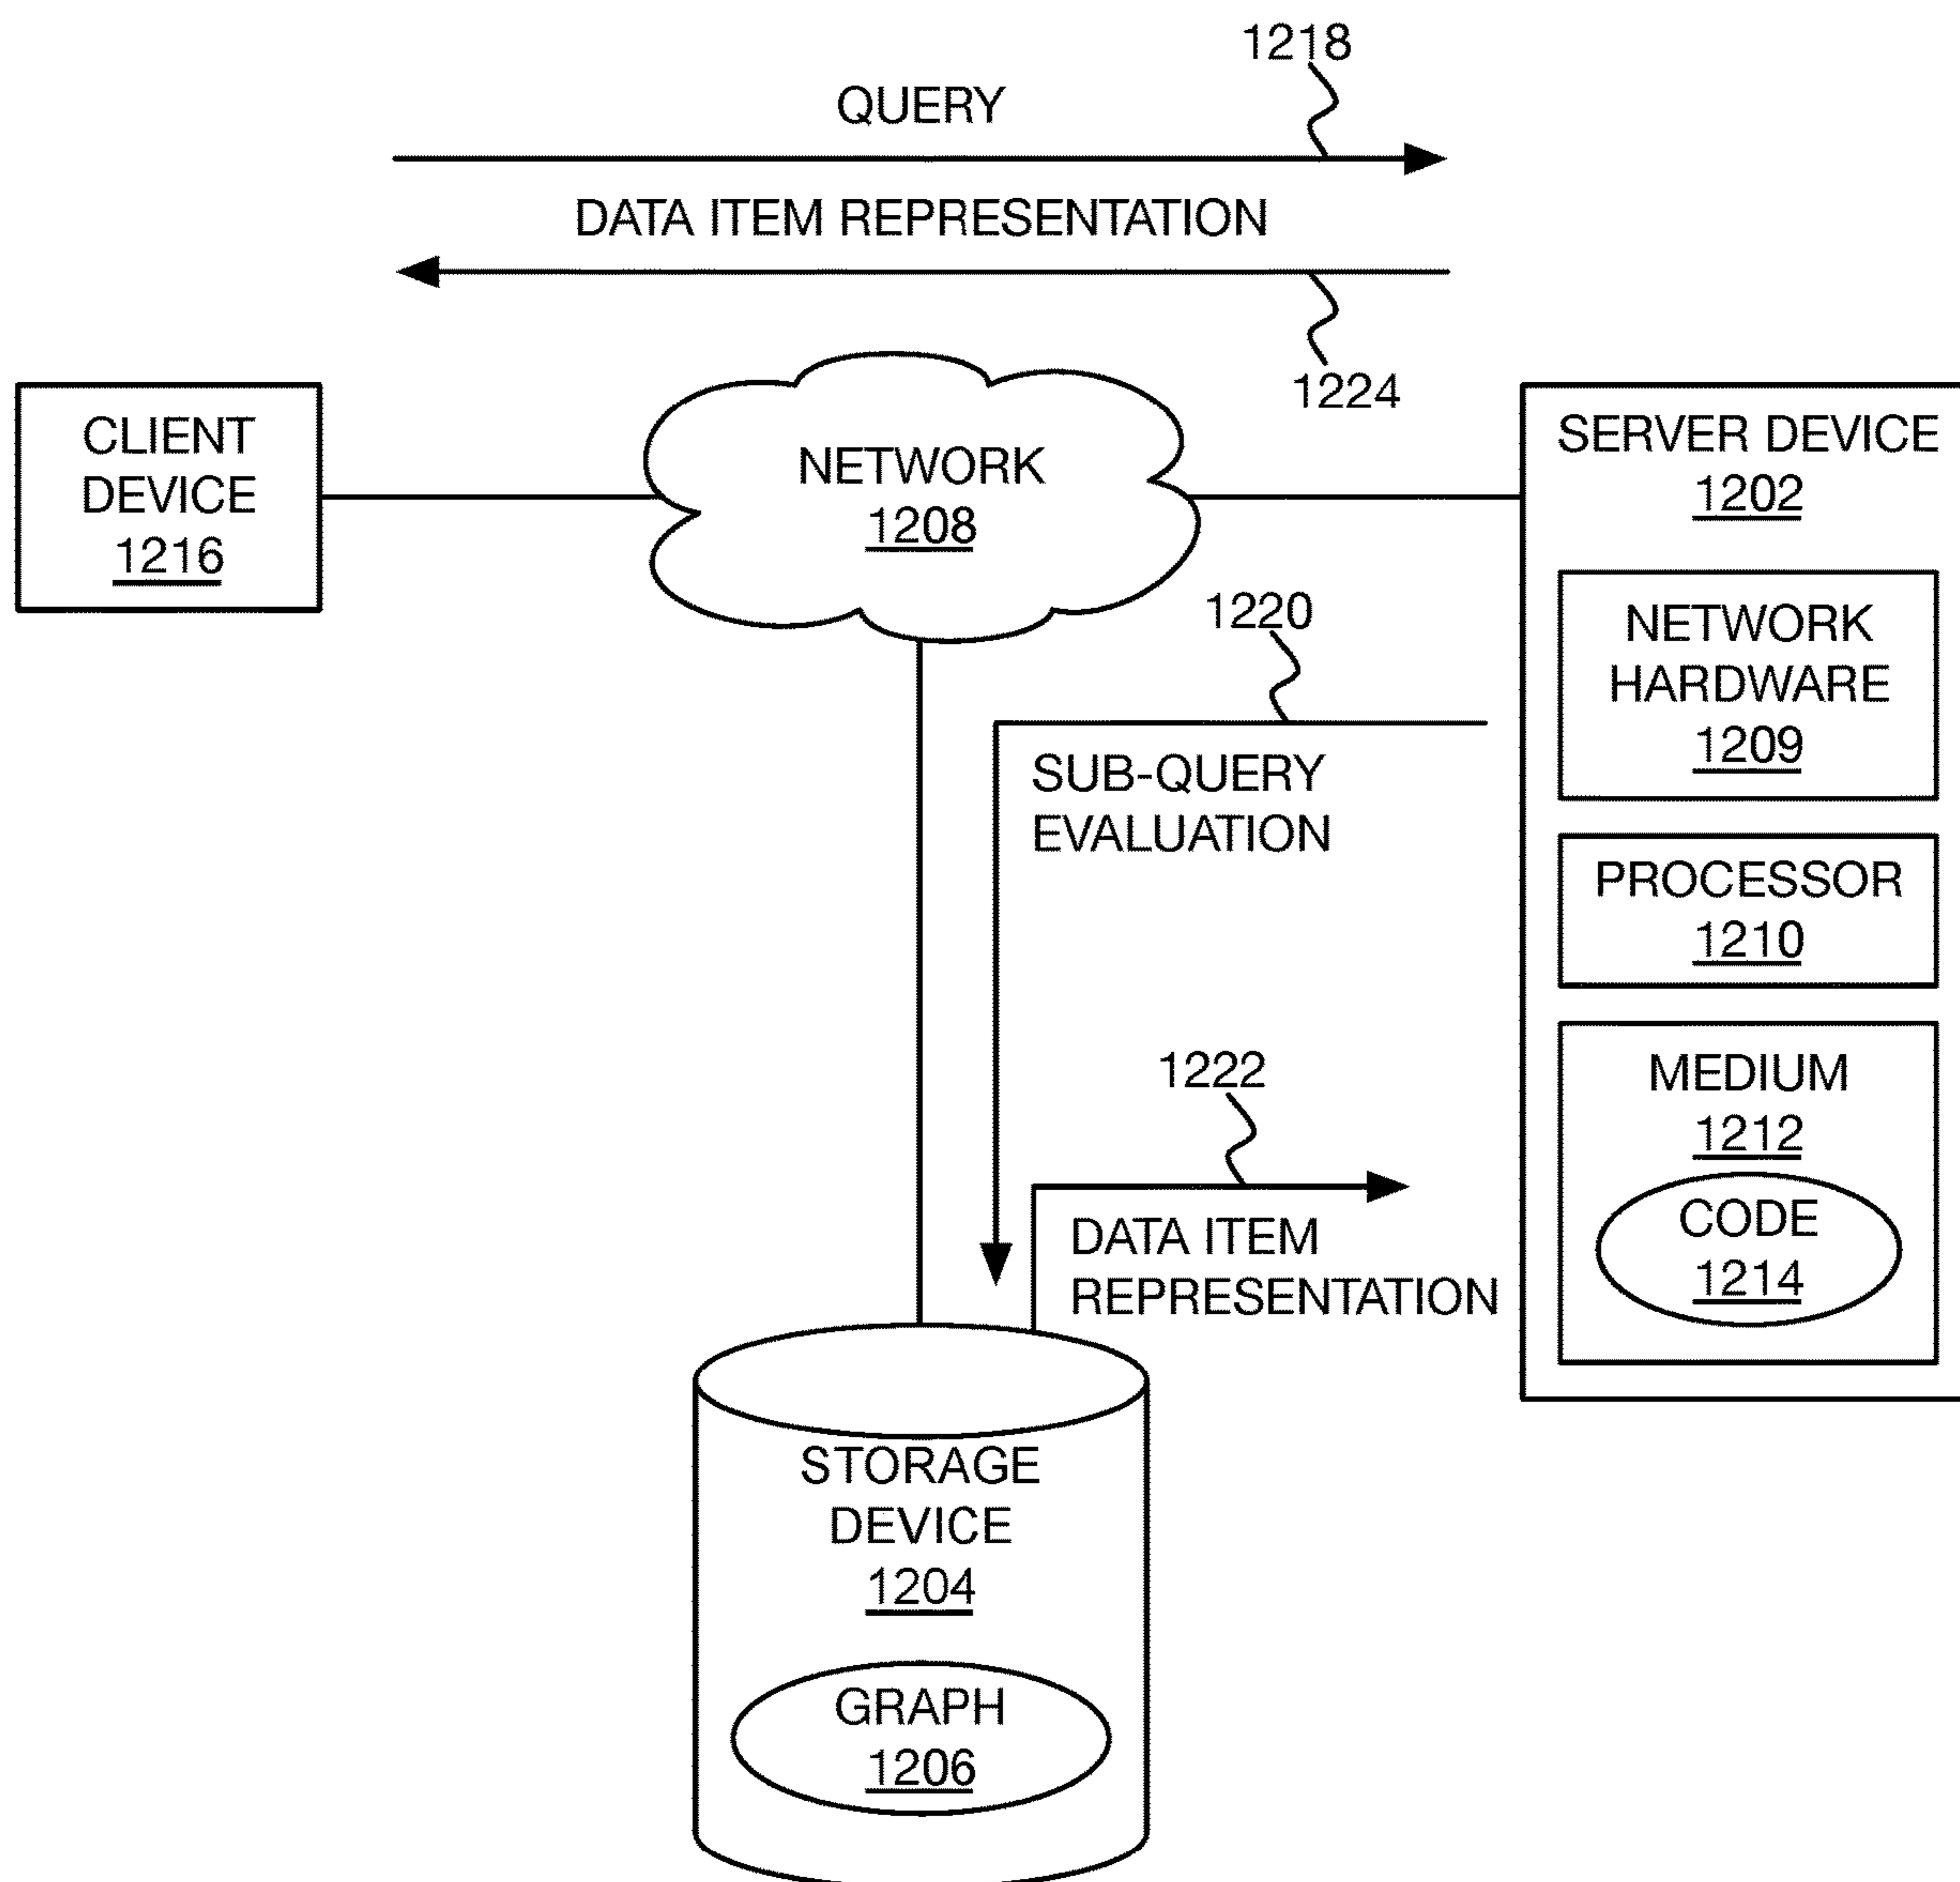 1218
QUERY
DATA ITEM REPRESENTATION
1224
CLIENT
DEVICE
1216
NETWORK
1208
SERVER DEVICE
1202
NETWORK
HARDWARE
1209
1220
SUB-QUERY
EVALUATION
PROCESSOR
1210
1222
MEDIUM
1212
CODE
1214
DATA ITEM
REPRESENTATION
STORAGE
DEVICE
1204
GRAPH
1206